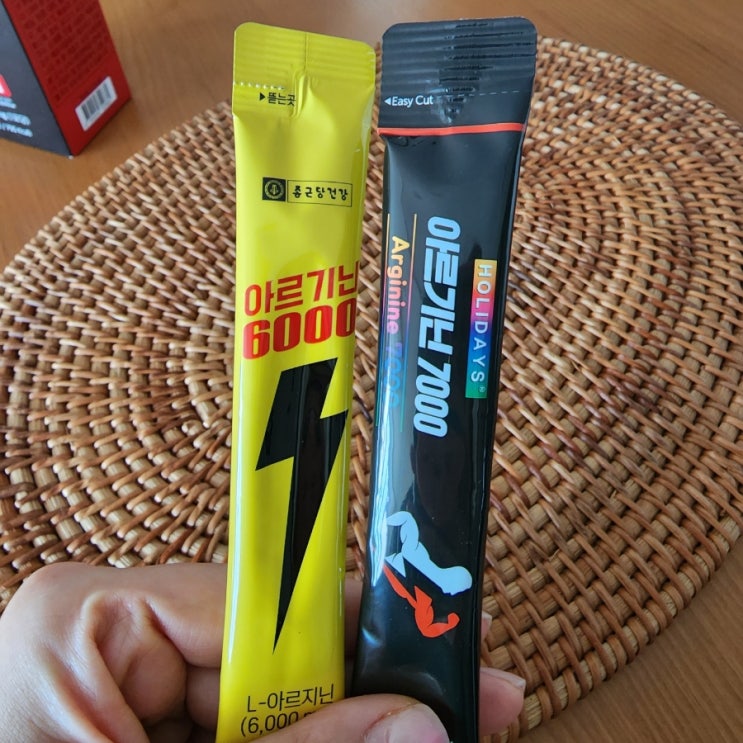 ▶뜯는곳
종근당건강
아르기닌
6000
L-아르지닌
(6,000
◀Easy Cut
HOLIDAYS®
아르기닌 7000
Arginine 7000